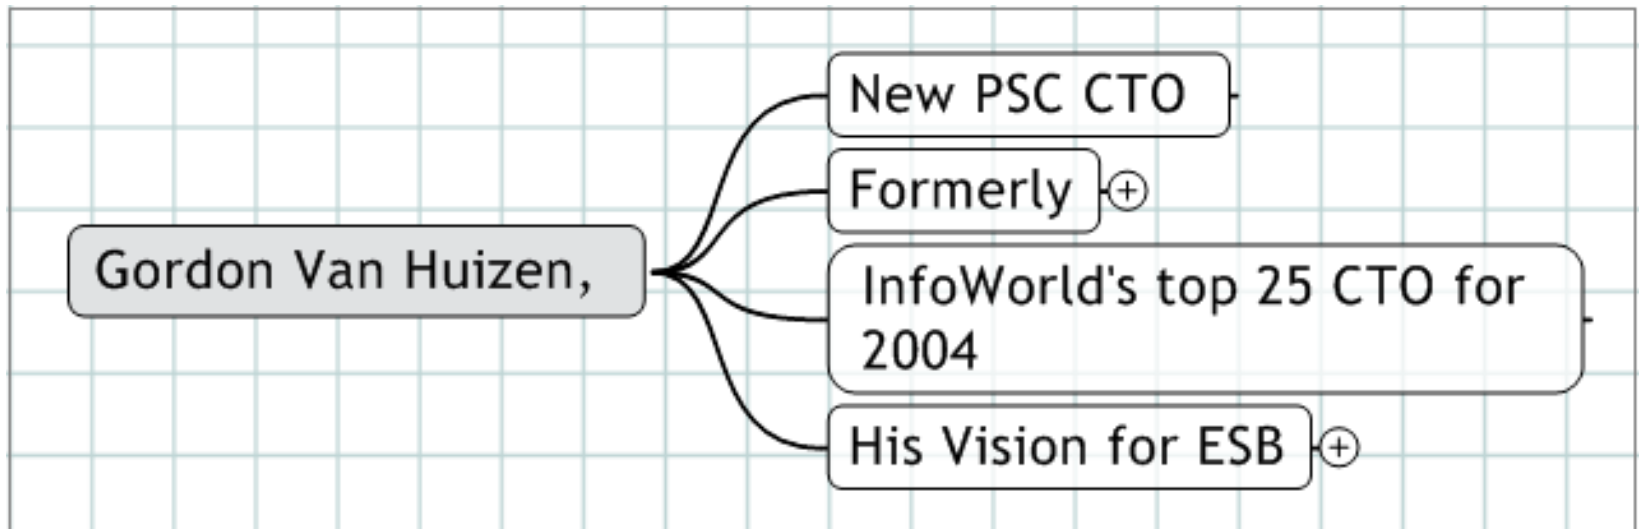 New PSC CTO
Formerly
Gordon Van Huizen,
InfoWorld's top 25 CTO for
2004
His Vision for ESB